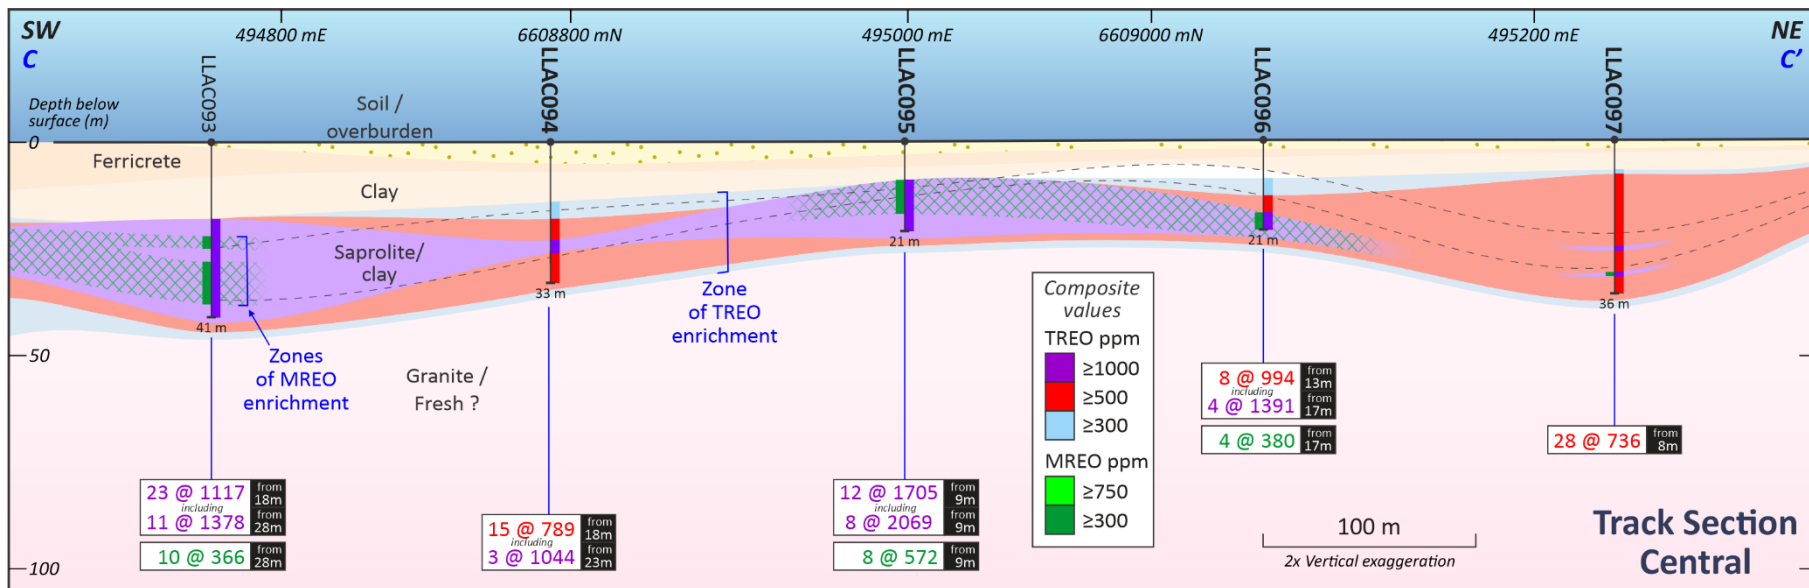 SW
C
494800 mE
6608800 mN
495000 mE
6609000 mN
495200 mE
NE
C’
LLAC093
LLAC094
LLAC095
LLAC096
LLAC097
Depth below
surface (m)
0
50
100
Soil /
overburden
Ferricrete
Clay
Saprolite/
clay
Granite /
Fresh ?
41 m
33 m
21 m
21 m
36 m
Zones
of MREO
enrichment
Zone
of TREO
enrichment
23 @ 1117 from 18m
including
11 @ 1378 from 28m
10 @ 366 from 28m
15 @ 789 from 18m
including
3 @ 1044 from 23m
12 @ 1705 from 9m
including
8 @ 2069 from 9m
8 @ 572 from 9m
8 @ 994 from 13m
including
4 @ 1391 from 17m
4 @ 380 from 17m
28 @ 736 from 8m
Composite
values
TREO ppm
≥1000
≥500
≥300
MREO ppm
≥750
≥300
100 m
2x Vertical exaggeration
Track Section
Central